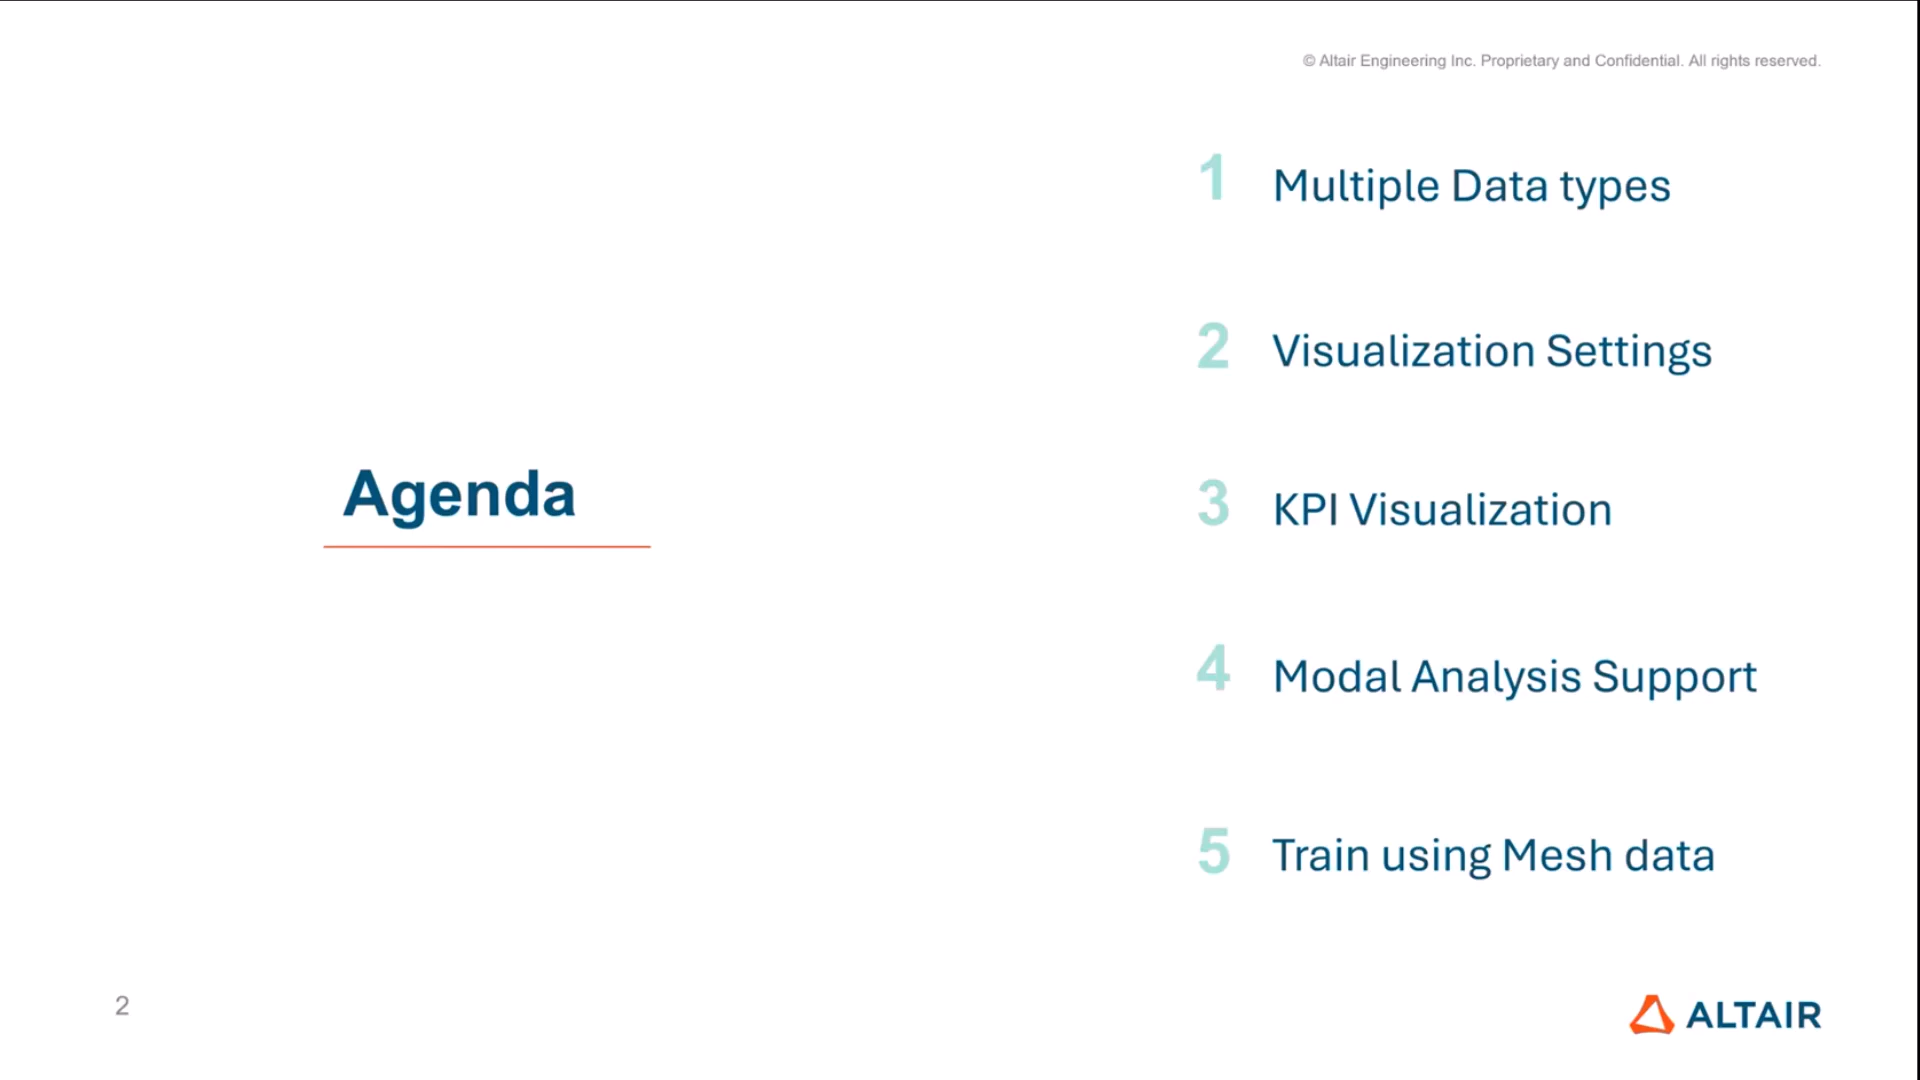 © Altair Engineering Inc. Proprietary and Confidential. All rights reserved.
Agenda
1 Multiple Data types
2 Visualization Settings
3 KPI Visualization
4 Modal Analysis Support
5 Train using Mesh data
2
ALTAIR